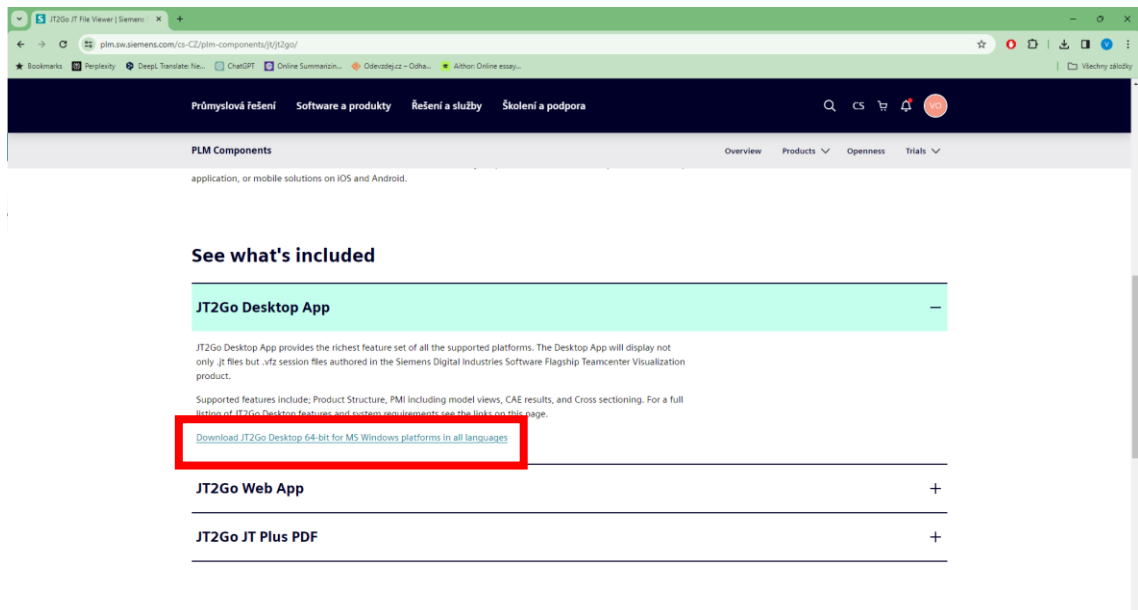 JT2Go JT File Viewer | Siemens
plm.sw.siemens.com/cs-CZ/plm-components/jt/jt2go/
Bookmarks Perplexity DeepL Translate: Ne... ChatGPT Online Summarizin... Odevzdej.cz – Odha... Aithor: Online essay... Všechny záložky
Průmyslová řešení Software a produkty Řešení a služby Školení a podpora CS VO
PLM Components Overview Products Openness Trials
application, or mobile solutions on iOS and Android.
See what's included
JT2Go Desktop App
JT2Go Desktop App provides the richest feature set of all the supported platforms. The Desktop App will display not
only .jt files but .vfz session files authored in the Siemens Digital Industries Software Flagship Teamcenter Visualization
product.
Supported features include; Product Structure, PMI including model views, CAE results, and Cross sectioning. For a full
listing of JT2Go Desktop features and system requirements see the links on this page.
Download JT2Go Desktop 64-bit for MS Windows platforms in all languages
JT2Go Web App
JT2Go JT Plus PDF